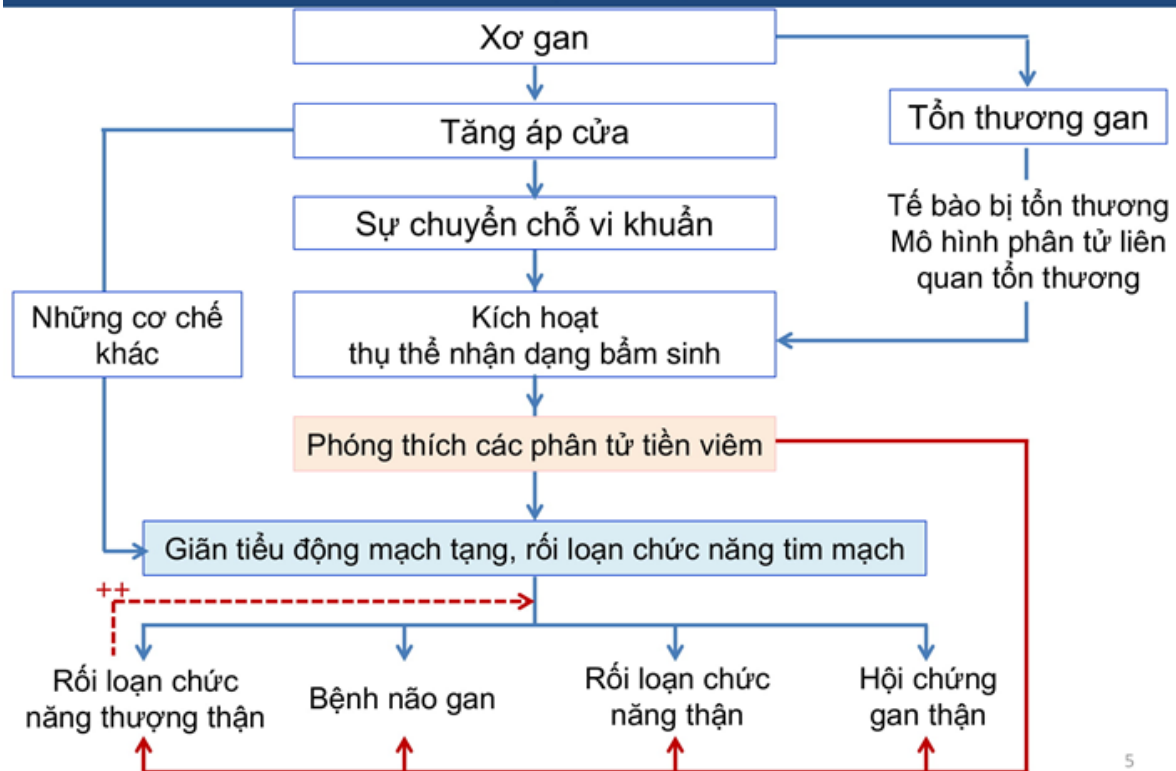 Xơ gan
Tổn thương gan
Tăng áp cửa
Sự chuyển chỗ vi khuẩn
Tế bào bị tổn thương
Mô hình phân tử liên
quan tổn thương
Những cơ chế
khác
Kích hoạt
thụ thể nhận dạng bẩm sinh
Phóng thích các phân tử tiền viêm
Giãn tiểu động mạch tạng, rối loạn chức năng tim mạch
++
Rối loạn chức
năng thượng thận
Bệnh não gan
Rối loạn chức
năng thận
Hội chứng
gan thận
5